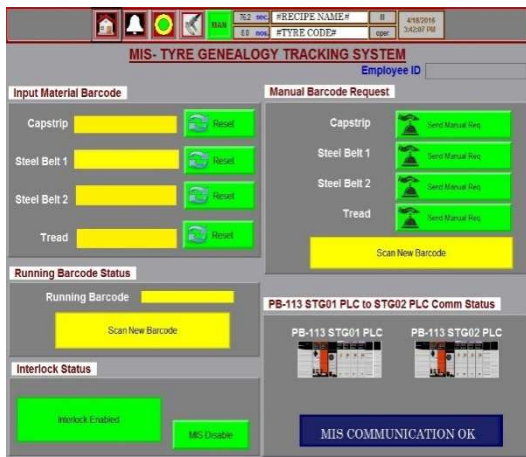 MAN
76.2 sec. #RECIPE NAME# II 4/18/2016
8.0 nos. #TYRE CODE# oper 3:42:07 PM
MIS- TYRE GENEALOGY TRACKING SYSTEM
Employee ID
Input Material Barcode
Capstrip Reset
Steel Belt 1 Reset
Steel Belt 2 Reset
Tread Reset
Manual Barcode Request
Capstrip Send Manual Req
Steel Belt 1 Send Manual Req
Steel Belt 2 Send Manual Req
Tread Send Manual Req
Scan New Barcode
Running Barcode Status
Running Barcode
Scan New Barcode
PB-113 STG01 PLC to STG02 PLC Comm Status
PB-113 STG01 PLC PB-113 STG02 PLC
MIS COMMUNICATION OK
Interlock Status
Interlock Enabled
MIS Disable